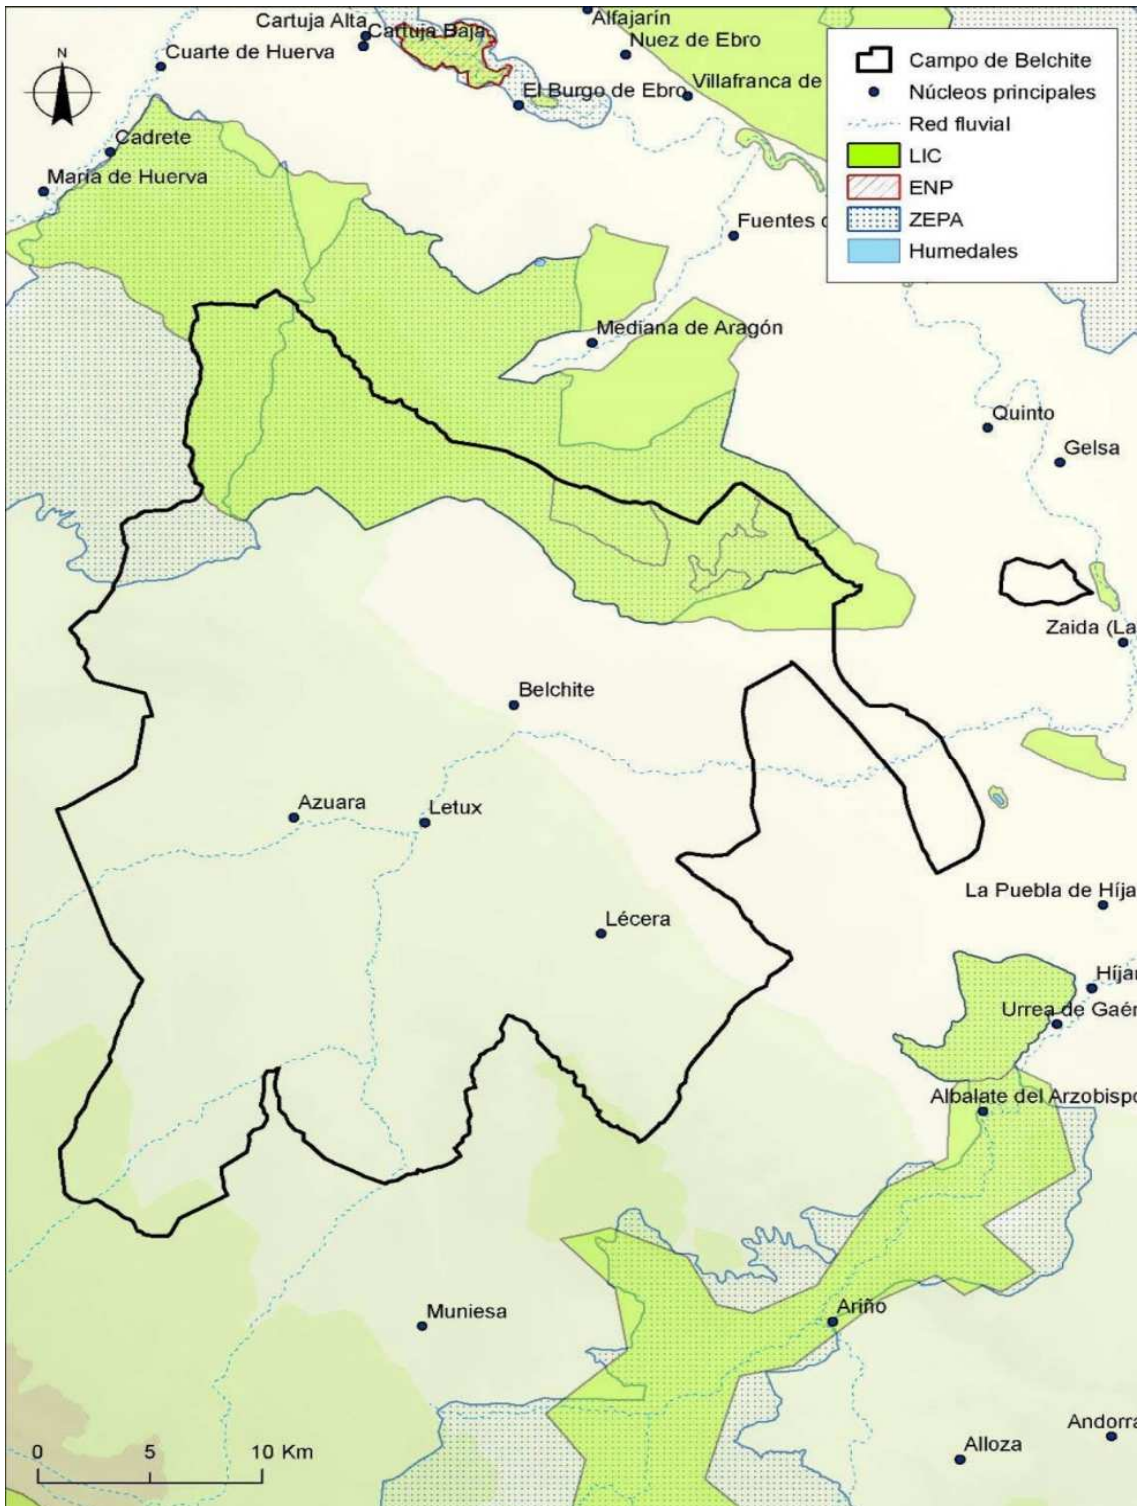 Cartuja Alta
Alfajarín
Cartuja Baja
Cuarte de Huerva
Nuez de Ebro
El Burgo de Ebro
Villafranca de
N
Campo de Belchite
Núcleos principales
Red fluvial
LIC
ENP
ZEPA
Humedales
Cadrete
María de Huerva
Fuentes
Mediana de Aragón
Quinto
Gelsa
Zaida (La
Belchite
Azuara
Letux
La Puebla de Híja
Lécera
Híjar
Urrea de Gaén
Albalate del Arzobispo
Ariño
Muniesa
Andorra
Alloza
0 5 10 Km